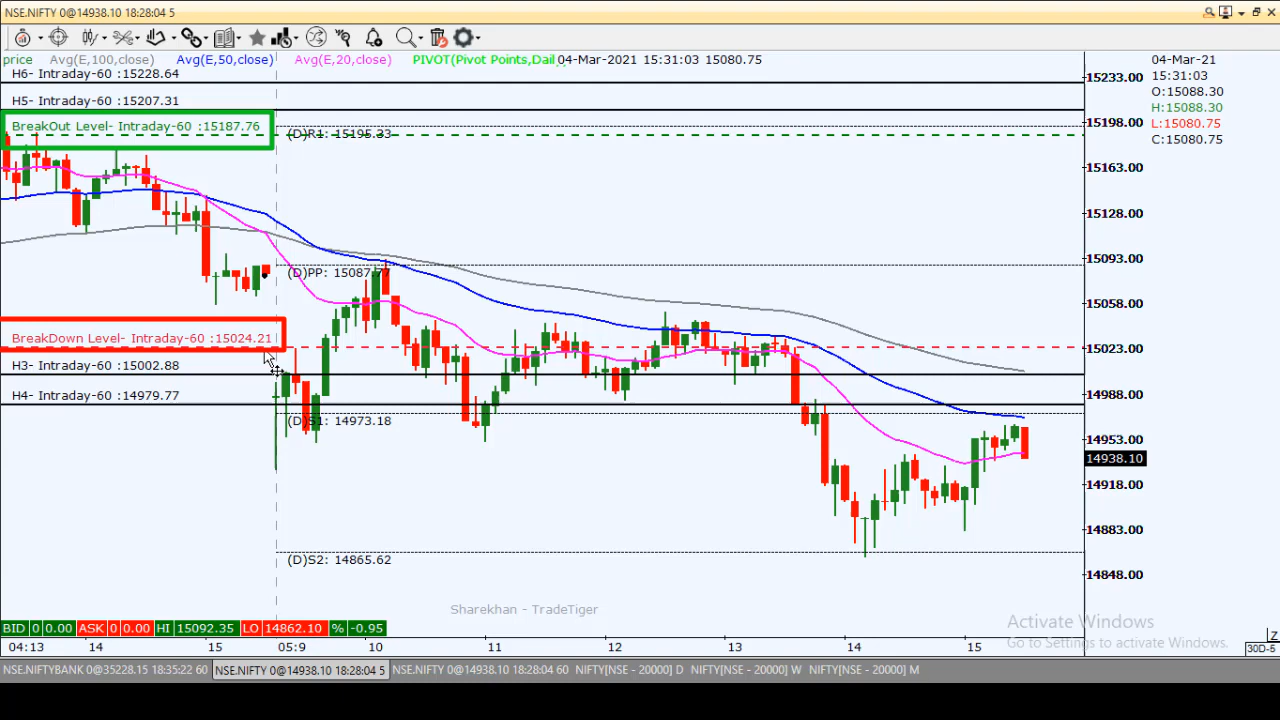 NSE.NIFTY 0@14938.10 18:28:04 5
price Avg(E,100,close) Avg(E,50,close) Avg(E,20,close) PIVOT(Pivot Points,Dail 04-Mar-2021 15:31:03 15080.75
04-Mar-21
15:31:03
O:15088.30
H:15088.30
L:15080.75
C:15080.75
H6- Intraday-60 :15228.64
H5- Intraday-60 :15207.31
BreakOut Level- Intraday-60 :15187.76
(D)R1: 15195.33
(D)PP: 15087.77
BreakDown Level- Intraday-60 :15024.21
H3- Intraday-60 :15002.88
H4- Intraday-60 :14979.77
(D)S1: 14973.18
(D)S2: 14865.62
15233.00
15198.00
15163.00
15128.00
15093.00
15058.00
15023.00
14988.00
14953.00
14938.10
14918.00
14883.00
14848.00
Sharekhan - TradeTiger
Activate Windows
Go to Settings to activate Windows.
BID 0 0.00 ASK 0 0.00 HI 15092.35 LO 14862.10 % -0.95
04:13 14 15 05:9 10 11 12 13 14 15
Z
30D-5
NSE.NIFTYBANK 0@35228.15 18:35:22 60 NSE.NIFTY 0@14938.10 18:28:04 5 NSE.NIFTY 0@14938.10 18:28:04 60 NIFTY[NSE - 20000] D NIFTY[NSE - 20000] W NIFTY[NSE - 20000] M